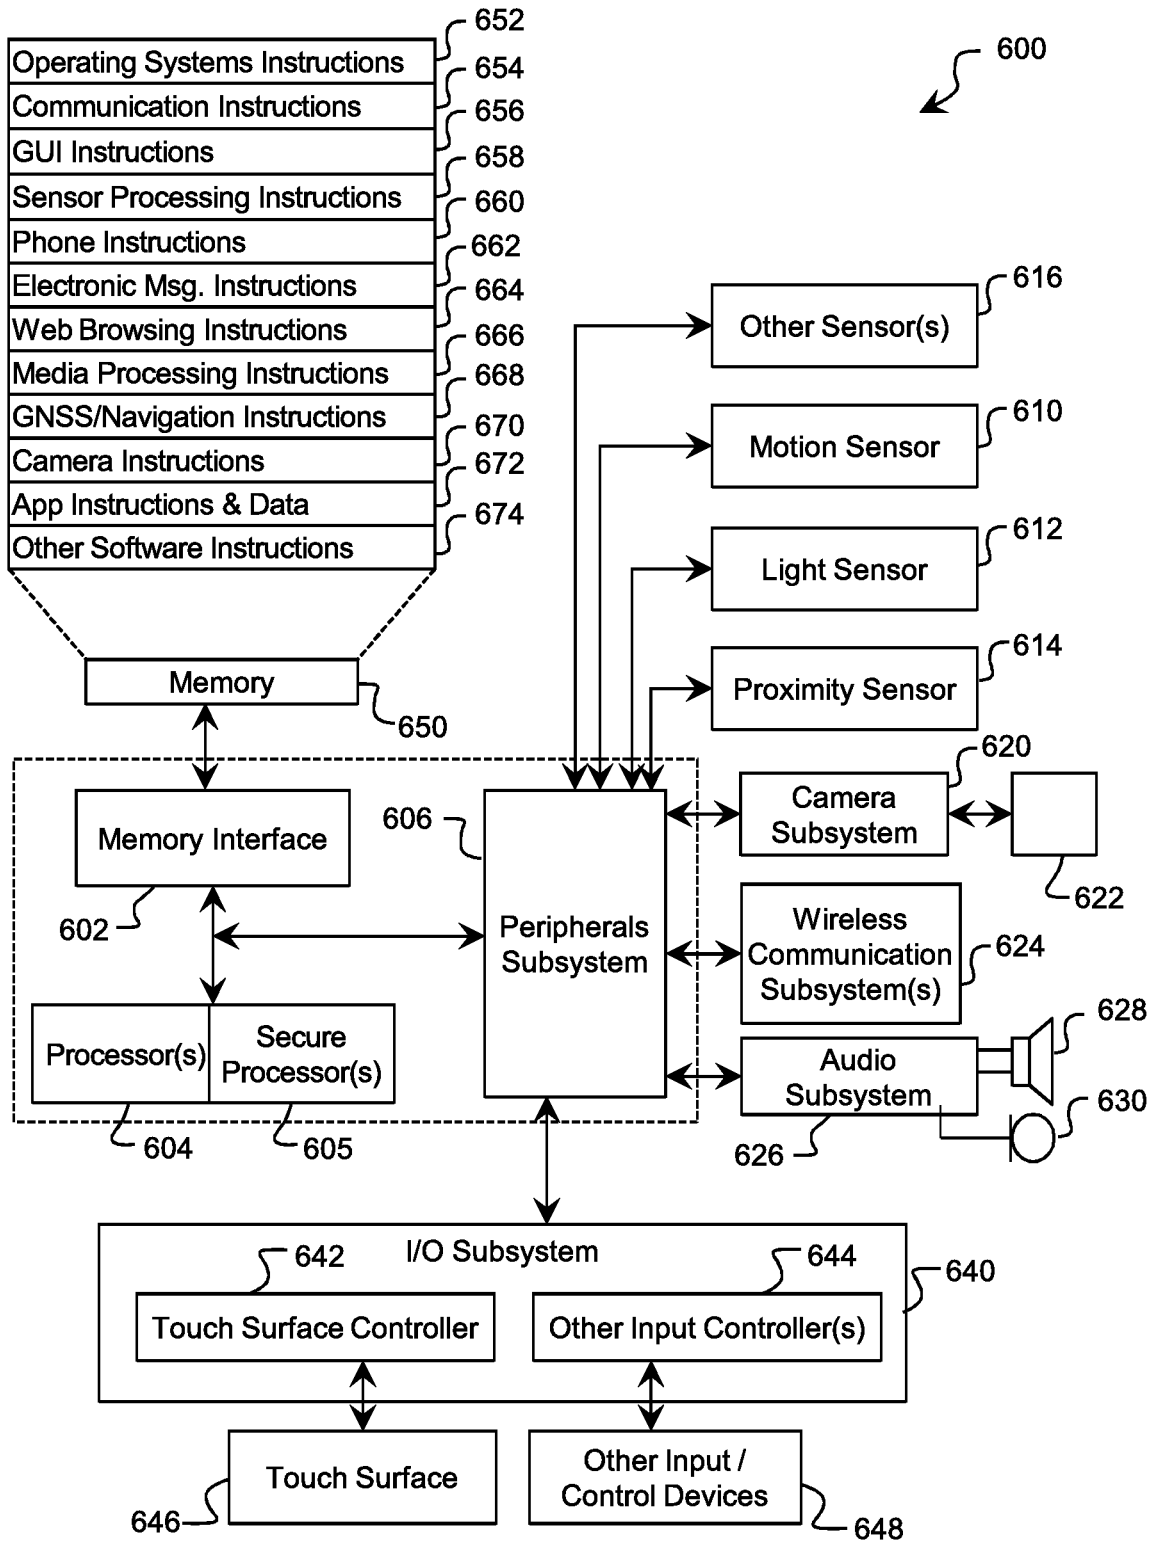 652
Operating Systems Instructions
654
Communication Instructions
656
GUI Instructions
658
Sensor Processing Instructions
660
Phone Instructions
662
Electronic Msg. Instructions
664
Web Browsing Instructions
666
Media Processing Instructions
668
GNSS/Navigation Instructions
670
Camera Instructions
672
App Instructions & Data
674
Other Software Instructions
600
616
Other Sensor(s)
610
Motion Sensor
612
Light Sensor
614
Proximity Sensor
Memory
650
Memory Interface
602
606
Peripherals
Subsystem
Processor(s)
604
Secure
Processor(s)
605
620
Camera
Subsystem
622
Wireless
Communication
Subsystem(s)
624
Audio
Subsystem
626
628
630
I/O Subsystem
640
642
Touch Surface Controller
644
Other Input Controller(s)
Touch Surface
646
Other Input /
Control Devices
648